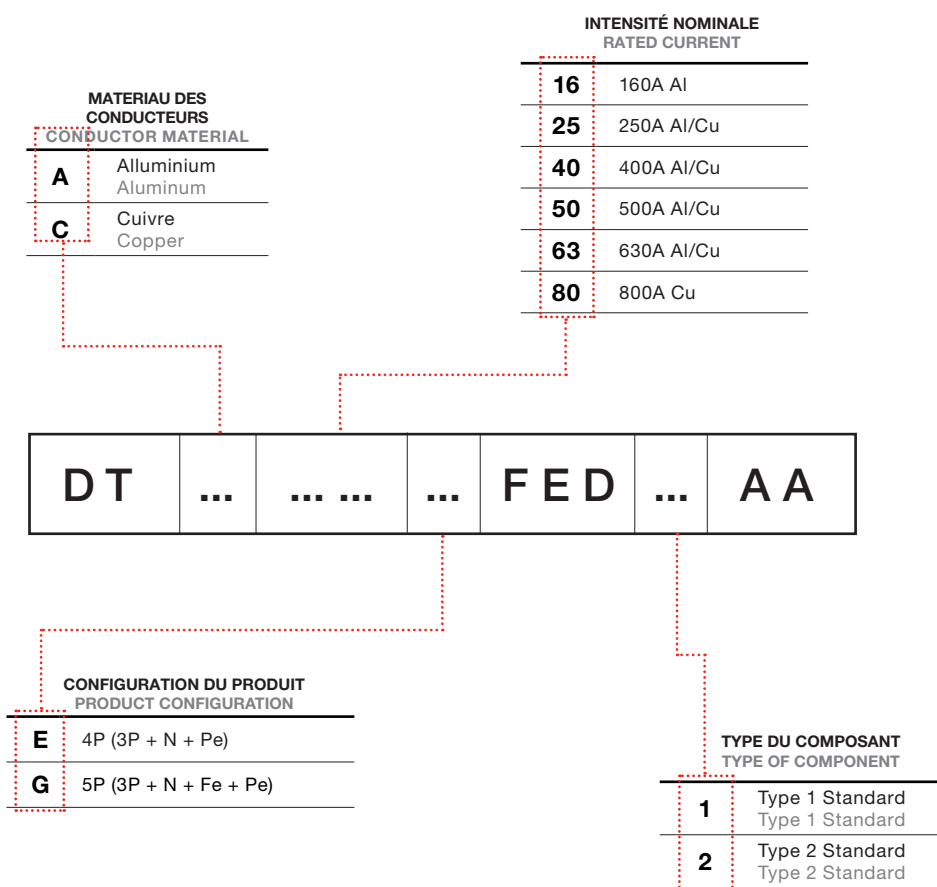 INTENSITÉ NOMINALE
RATED CURRENT
16 160A Al
25 250A Al/Cu
40 400A Al/Cu
50 500A Al/Cu
63 630A Al/Cu
80 800A Cu
MATERIAU DES
CONDUCTEURS
CONDUCTOR MATERIAL
A Alluminium
Aluminum
C Cuivre
Copper
DT ... ... ... ... FED ... AA
CONFIGURATION DU PRODUIT
PRODUCT CONFIGURATION
E 4P (3P + N + Pe)
G 5P (3P + N + Fe + Pe)
TYPE DU COMPOSANT
TYPE OF COMPONENT
1 Type 1 Standard
Type 1 Standard
2 Type 2 Standard
Type 2 Standard